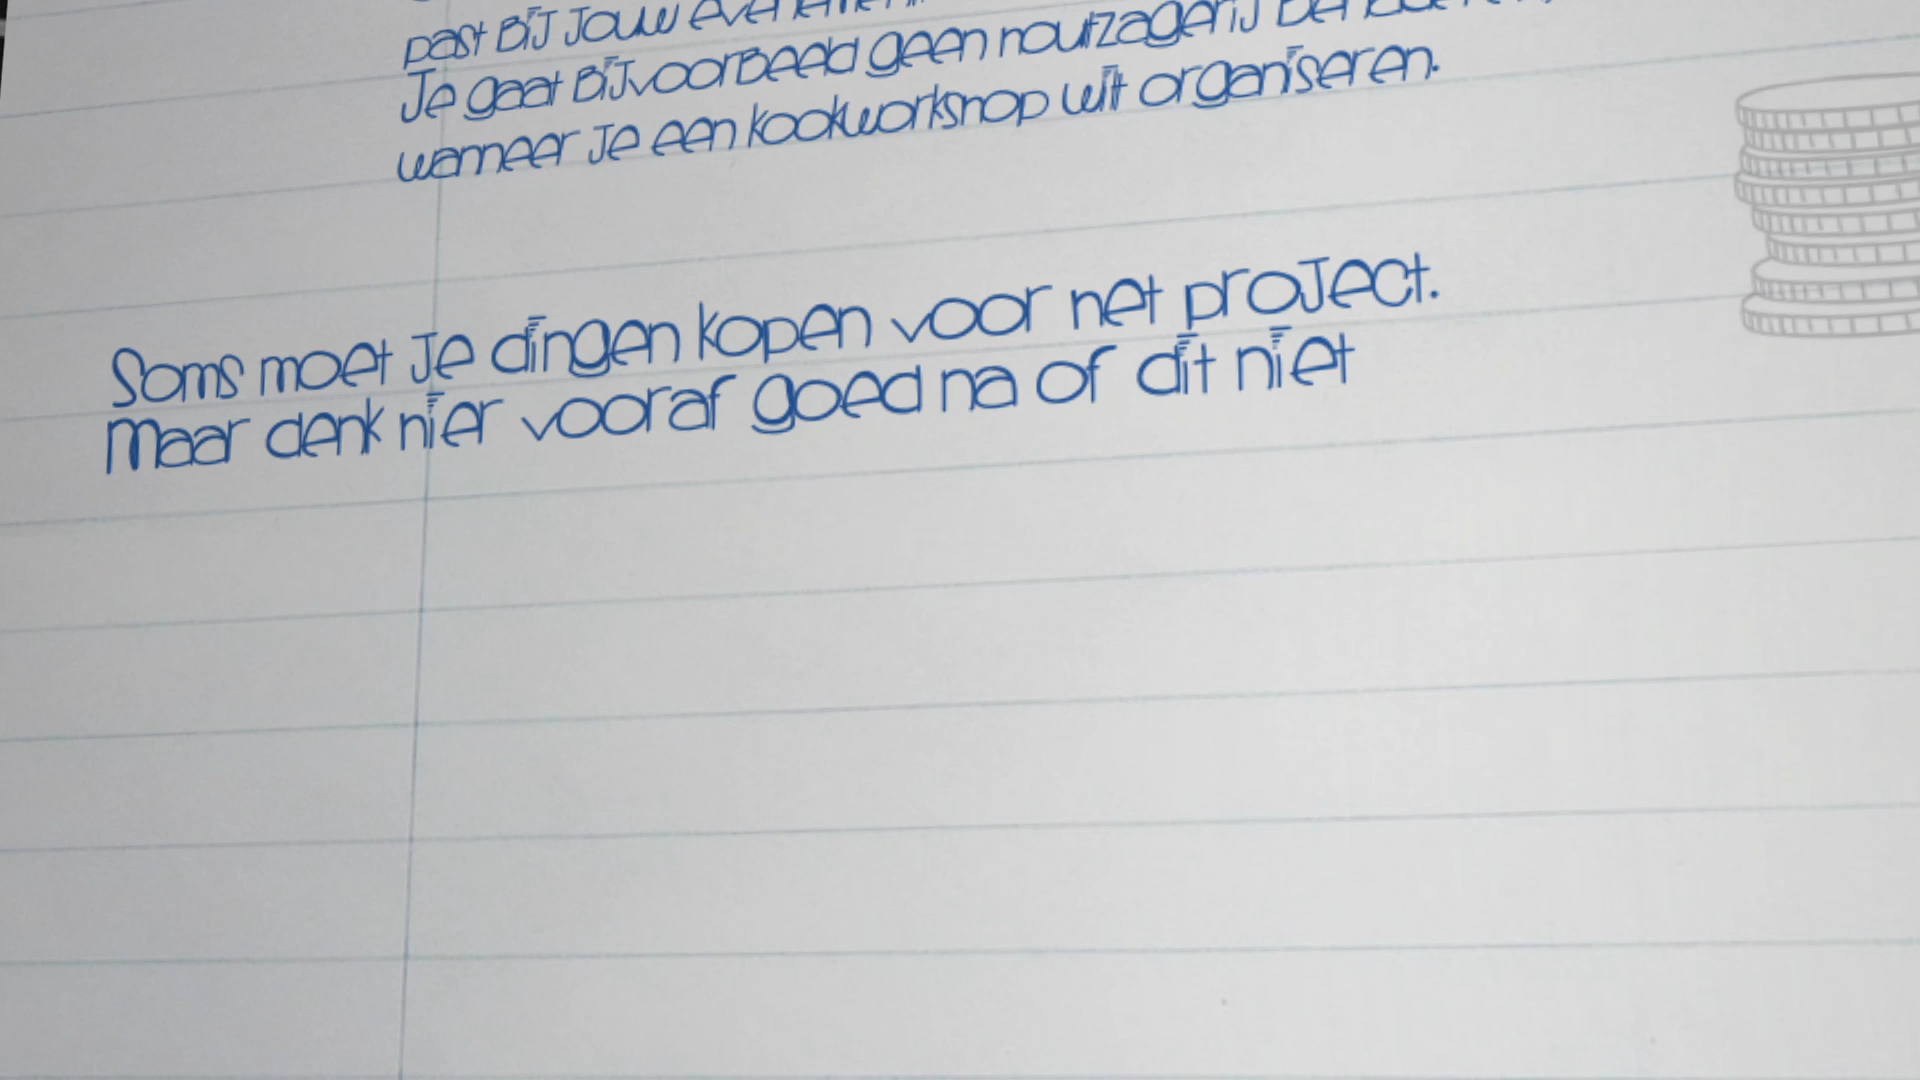 past bij jouw
Je gaat bijvoorbeeld geen houtzagerij
wanneer je een kookworkshop wilt organiseren.
Soms moet je dingen kopen voor het project.
Maar denk hier vooraf goed na of dit niet